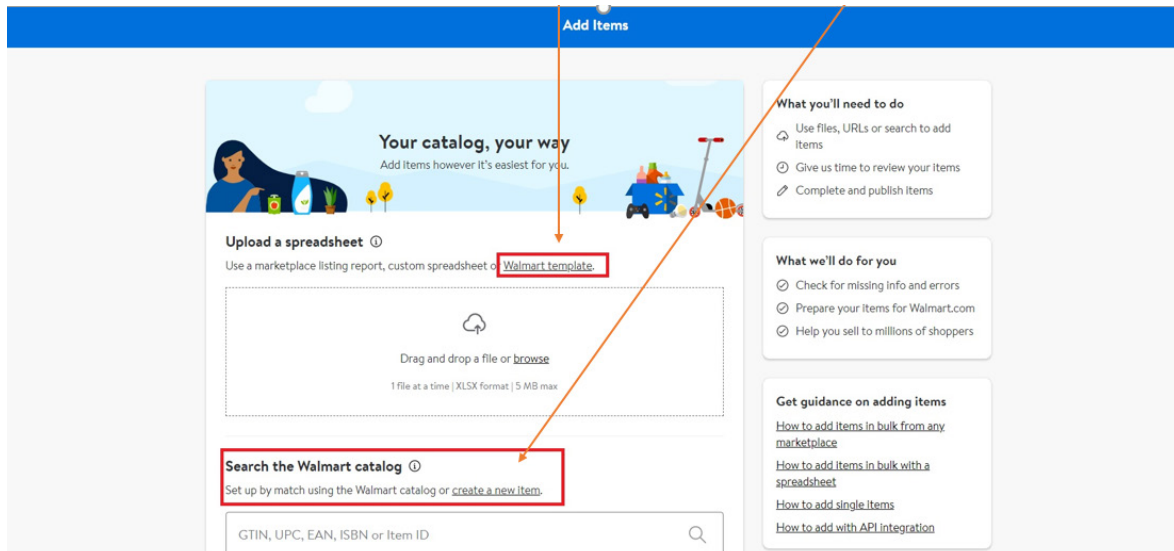 Add Items
Your catalog, your way
Add items however it's easiest for you.
Upload a spreadsheet
Use a marketplace listing report, custom spreadsheet or Walmart template.
Drag and drop a file or browse
1 file at a time | XLSX format | 5 MB max
Search the Walmart catalog
Set up by match using the Walmart catalog or create a new item.
GTIN, UPC, EAN, ISBN or Item ID
What you'll need to do
Use files, URLs or search to add
items
Give us time to review your items
Complete and publish items
What we'll do for you
Check for missing info and errors
Prepare your items for Walmart.com
Help you sell to millions of shoppers
Get guidance on adding items
How to add items in bulk from any
marketplace
How to add items in bulk with a
spreadsheet
How to add single items
How to add with API integration